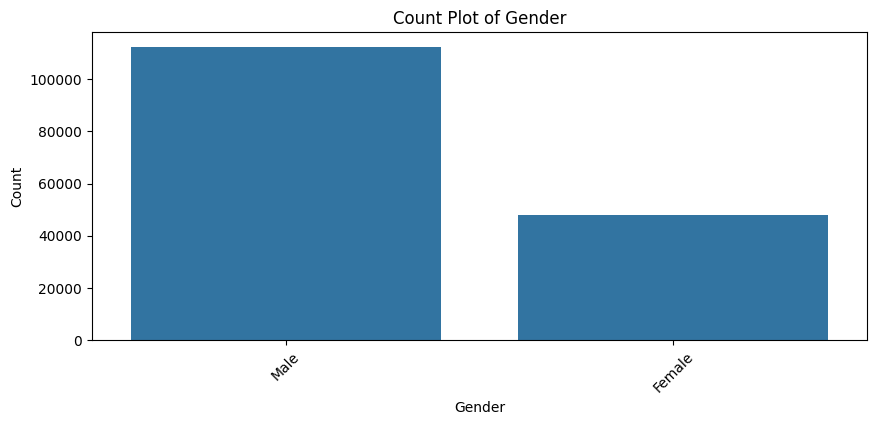 Count Plot of Gender
Count
100000
80000
60000
40000
20000
0
Male
Female
Gender